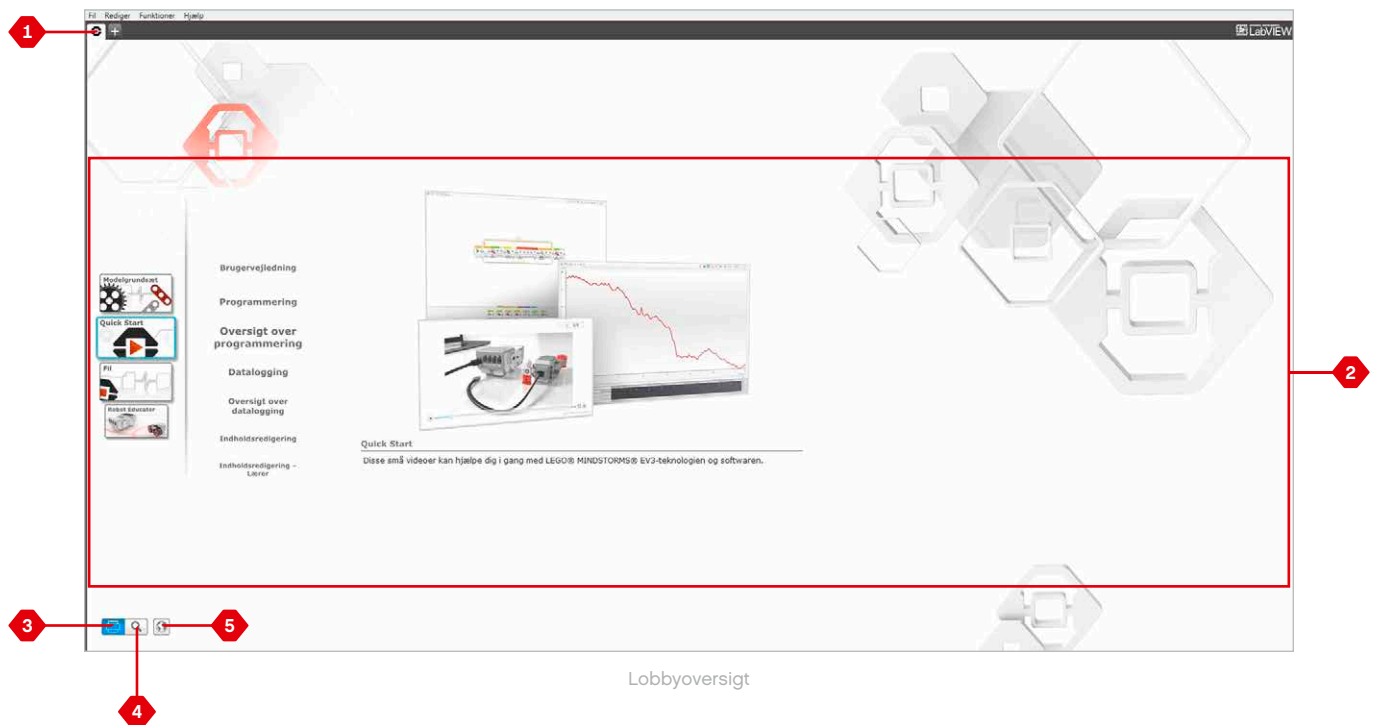 Fil Rediger Funktioner Hjælp
1
+
LabVIEW
Brugervejledning
Modelgrundsæt
Programmering
Quick Start
Oversigt over
programmering
Fil
Datalogging
2
Oversigt over
datalogging
Robot Educator
Indholdsredigering
Quick Start
Disse små videoer kan hjælpe dig i gang med LEGO® MINDSTORMS® EV3-teknologien og softwaren.
Indholdsredigering –
Lærer
3
5
Lobbyoversigt
4